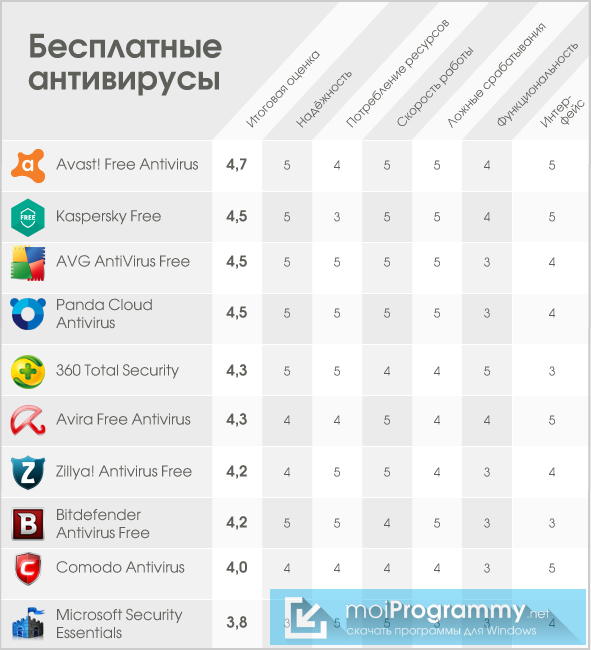 Бесплатные
антивирусы
Итоговая оценка
Надёжность
Потребление ресурсов
Скорость работы
Ложные срабатывания
Функциональность
Интер-
фейс
Avast! Free Antivirus 4,7 5 4 5 5 4 5
FREE
Kaspersky Free 4,5 5 3 5 5 4 5
AVG AntiVirus Free 4,5 5 5 5 5 3 4
Panda Cloud
Antivirus 4,5 5 5 5 5 3 4
360 Total Security 4,3 5 5 4 4 5 3
Avira Free Antivirus 4,3 4 4 5 4 4 5
Zillya! Antivirus Free 4,2 4 5 5 4 3 4
Bitdefender
Antivirus Free 4,2 5 5 4 5 3 3
Comodo Antivirus 4,0 4 4 4 4 3 5
Microsoft Security
Essentials 3,8
moiProgrammy.net
скачать программы для Windows